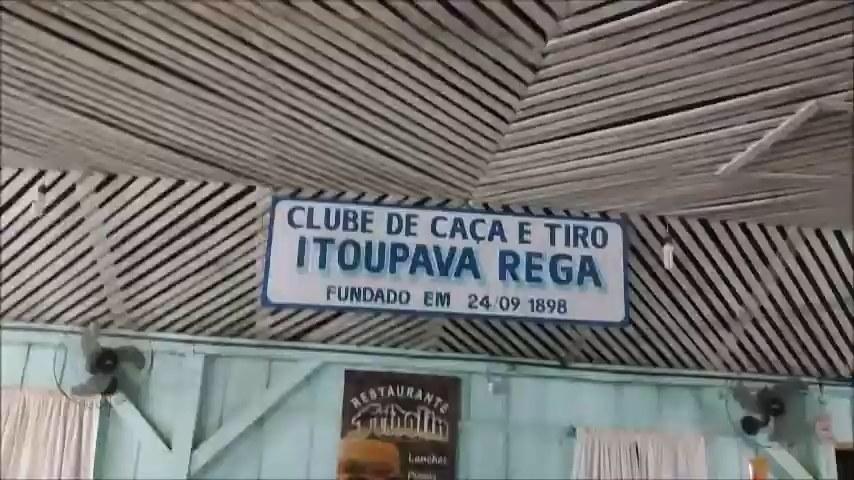 CLUBE DE CAÇA E TIRO
ITOUPAVA REGA
FUNDADO EM 24/09 1898
RESTAURANTE
Lanches